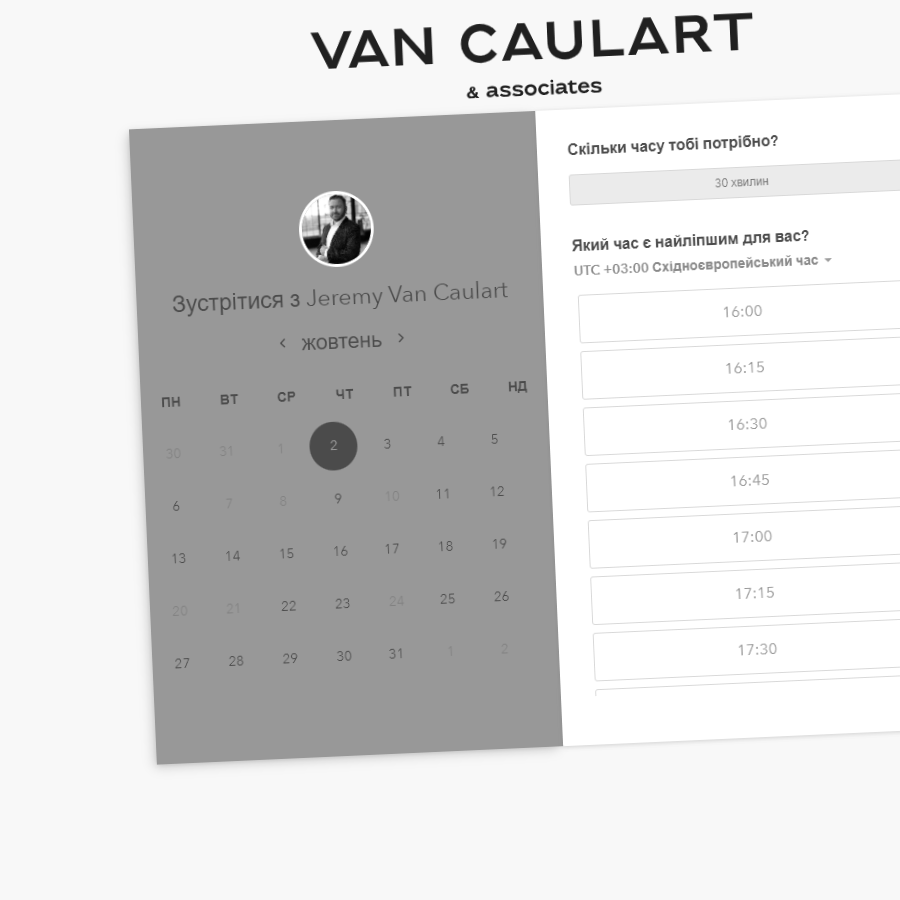 VAN CAULART
& associates
Зустрітися з Jeremy Van Caulart
‹ жовтень ›
ПН ВТ СР ЧТ ПТ СБ НД
30 31 1 2 3 4 5
6 7 8 9 10 11 12
13 14 15 16 17 18 19
20 21 22 23 24 25 26
27 28 29 30 31 1 2
Скільки часу тобі потрібно?
30 хвилин
Який час є найліпшим для вас?
UTC +03:00 Східноєвропейський час
16:00
16:15
16:30
16:45
17:00
17:15
17:30